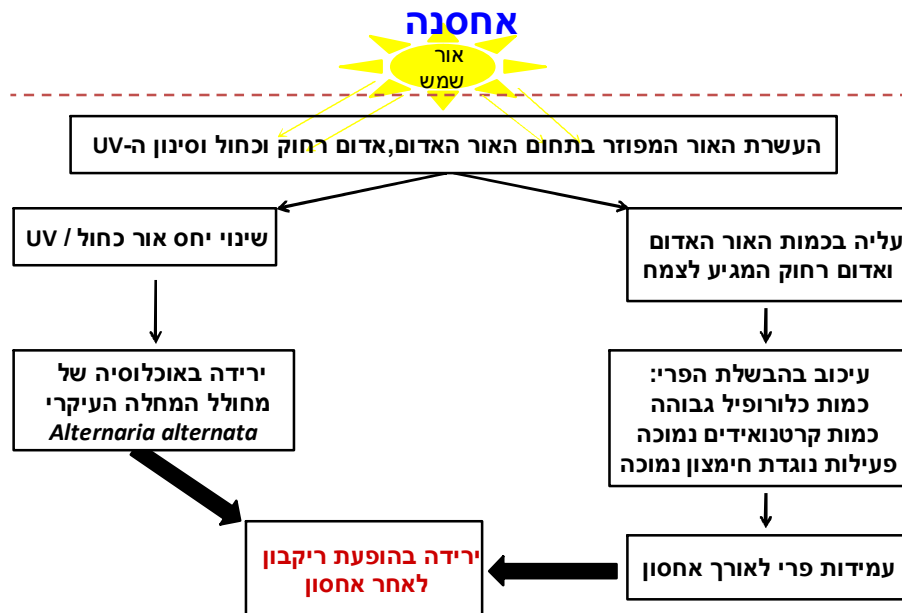 אחסנה
אור
שמש
העשרת האור המפוזר בתחום האור האדום,אדום רחוק וכחול וסינון ה-UV
עליה בכמות האור האדום
ואדום רחוק המגיע לצמח
שינוי יחס אור כחול / UV
עיכוב בהבשלת הפרי:
כמות כלורופיל גבוהה
כמות קרטנואידים נמוכה
פעילות נוגדת חימצון נמוכה
ירידה באוכלוסיה של
מחולל המחלה העיקרי
Alternaria alternata
עמידות פרי לאורך אחסון
ירידה בהופעת ריקבון
לאחר אחסון